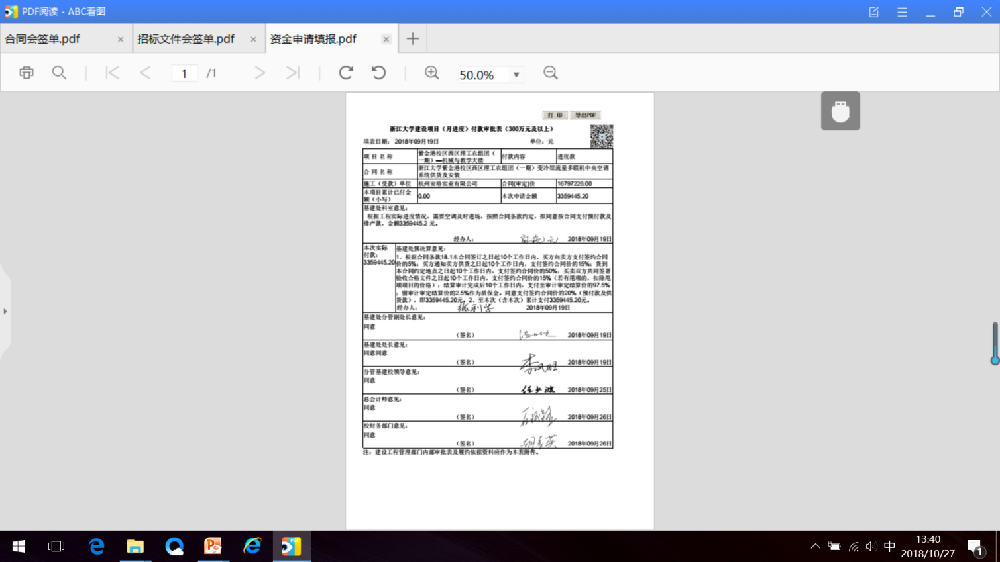 PDF阅读 - ABC看图
合同会签单.pdf
招标文件会签单.pdf
资金申请填报.pdf
1 /1
50.0%
打 印 导出PDF
浙江大学建设项目（月进度）付款审批表（300万元及以上）
填表日期： 2018年09月19日 单位：元
项 目 名 称
紫金港校区西区理工农组团（
一期）—机械与教学大楼
付款内容 进度款
合 同 名 称
浙江大学紫金港校区西区理工农组团（一期）变冷媒流量多联机中央空调
系统供货及安装
施工（受款）单位 杭州安格实业有限公司 合同(审定)价 16797226.00
本项目累计已付金
额（小写）
0.00 本次申请金额 3359445.20
基建处科室意见：
根据工程实际进度情况，需要空调及时进场，按照合同条款约定，拟同意按合同支付预付款及
排产款，金额3359445.2 元。
经办人： 2018年09月19日
本次实际
付款：
3359445.20
基建处预决算意见：
1、根据合同条款18.1本合同签订之日起10个工作日内，买方向卖方支付签约合同
价的5%；买方通知卖方供货之日起10个工作日内，支付签约合同价的15%；货到
本合同约定地点之日起10个工作日内，支付签约合同价的50%；买卖双方共同签署
验收合格文件之日起10个工作日内，支付签约合同价的15%（若有甩项的，扣除甩
项项目的价格）；结算审计完成后10个工作日内，支付至审计审定结算价的97.5%
；留审计审定结算价的2.5%作为质保金。同意支付签约合同价的20%（预付款及供
货款），即3359445.20元。2、至本次（含本次）累计支付3359445.20元。
经办人： 2018年09月19日
基建处分管副处长意见：
同意
（签名） 2018年09月19日
基建处处长意见：
同意同意
（签名） 李凤旺 2018年09月19日
分管基建校领导意见：
同意
（签名） 任少波 2018年09月25日
总会计师意见：
同意
（签名） 2018年09月26日
校财务部门意见：
同意
（签名） 2018年09月26日
注：建设工程管理部门内部审批表及履约依据资料应作为本表附件。
中
13:40
2018/10/27
1